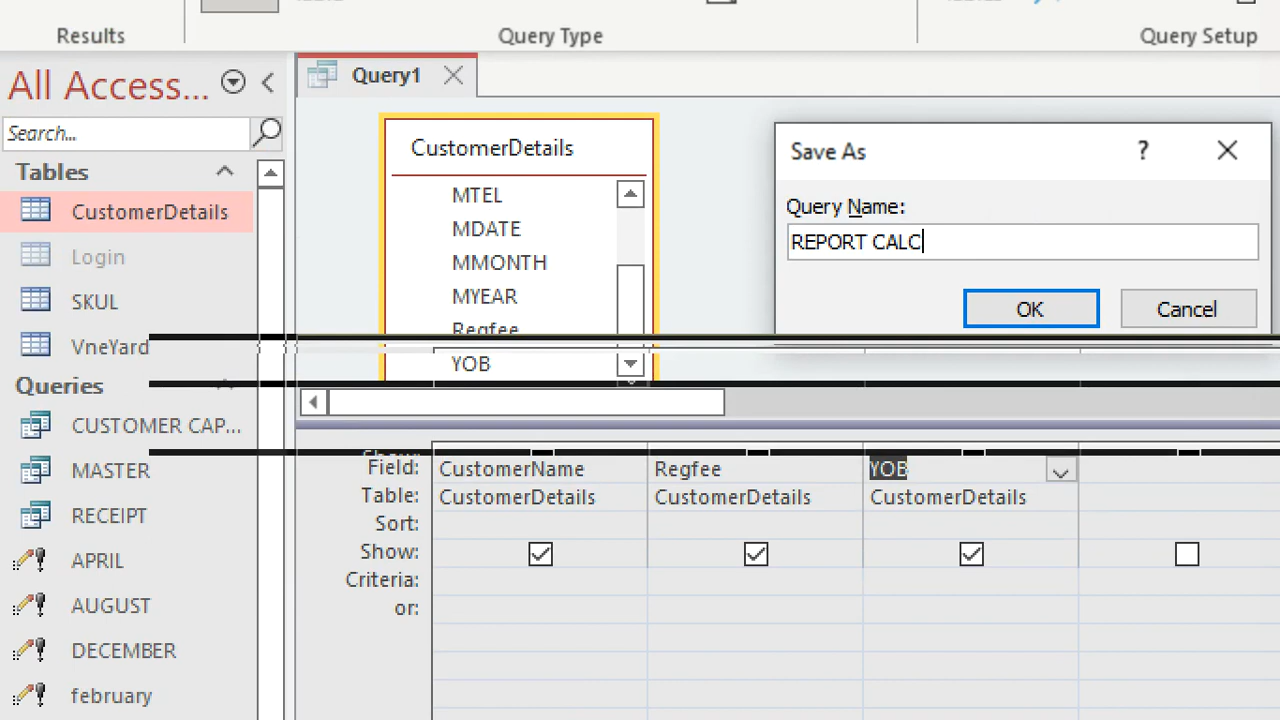 Results
Query Type
Query Setup
All Access...
Search...
Tables
CustomerDetails
Login
SKUL
VneYard
Queries
CUSTOMER CAP...
MASTER
RECEIPT
APRIL
AUGUST
DECEMBER
february
Query1
CustomerDetails
MTEL
MDATE
MMONTH
MYEAR
Regfee
YOB
Save As
?
Query Name:
REPORT CALC
OK
Cancel
Field: CustomerName Regfee YOB
Table: CustomerDetails CustomerDetails CustomerDetails
Sort:
Show:
Criteria:
or: